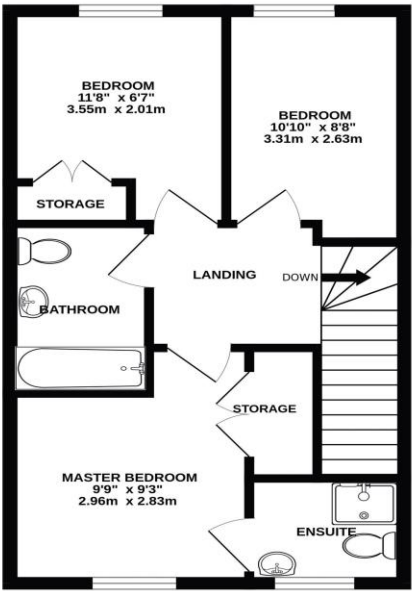 BEDROOM
11'8" x 6'7"
3.55m x 2.01m
BEDROOM
10'10" x 8'8"
3.31m x 2.63m
STORAGE
LANDING
DOWN
BATHROOM
STORAGE
MASTER BEDROOM
9'9" x 9'3"
2.96m x 2.83m
ENSUITE